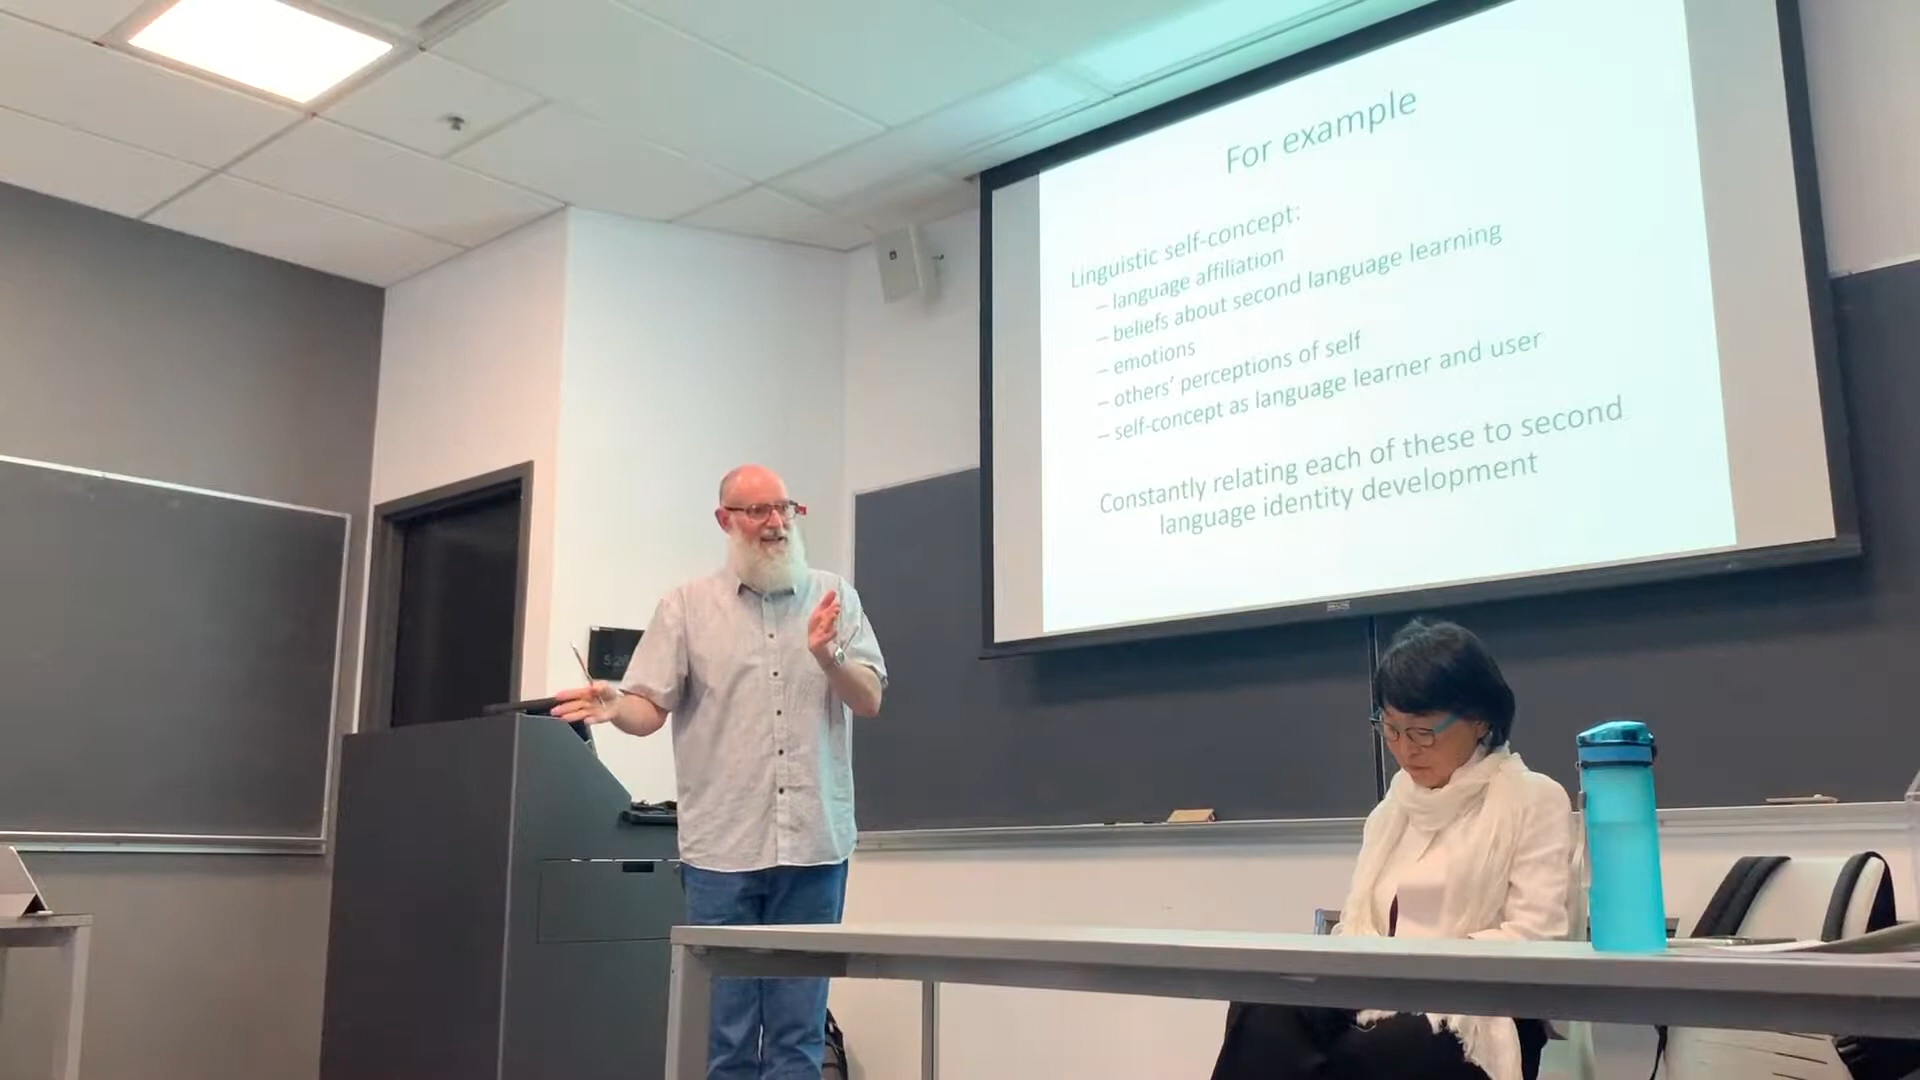 For example
Linguistic self-concept:
– language affiliation
– beliefs about second language learning
– emotions
– others' perceptions of self
– self-concept as language learner and user
Constantly relating each of these to second
language identity development